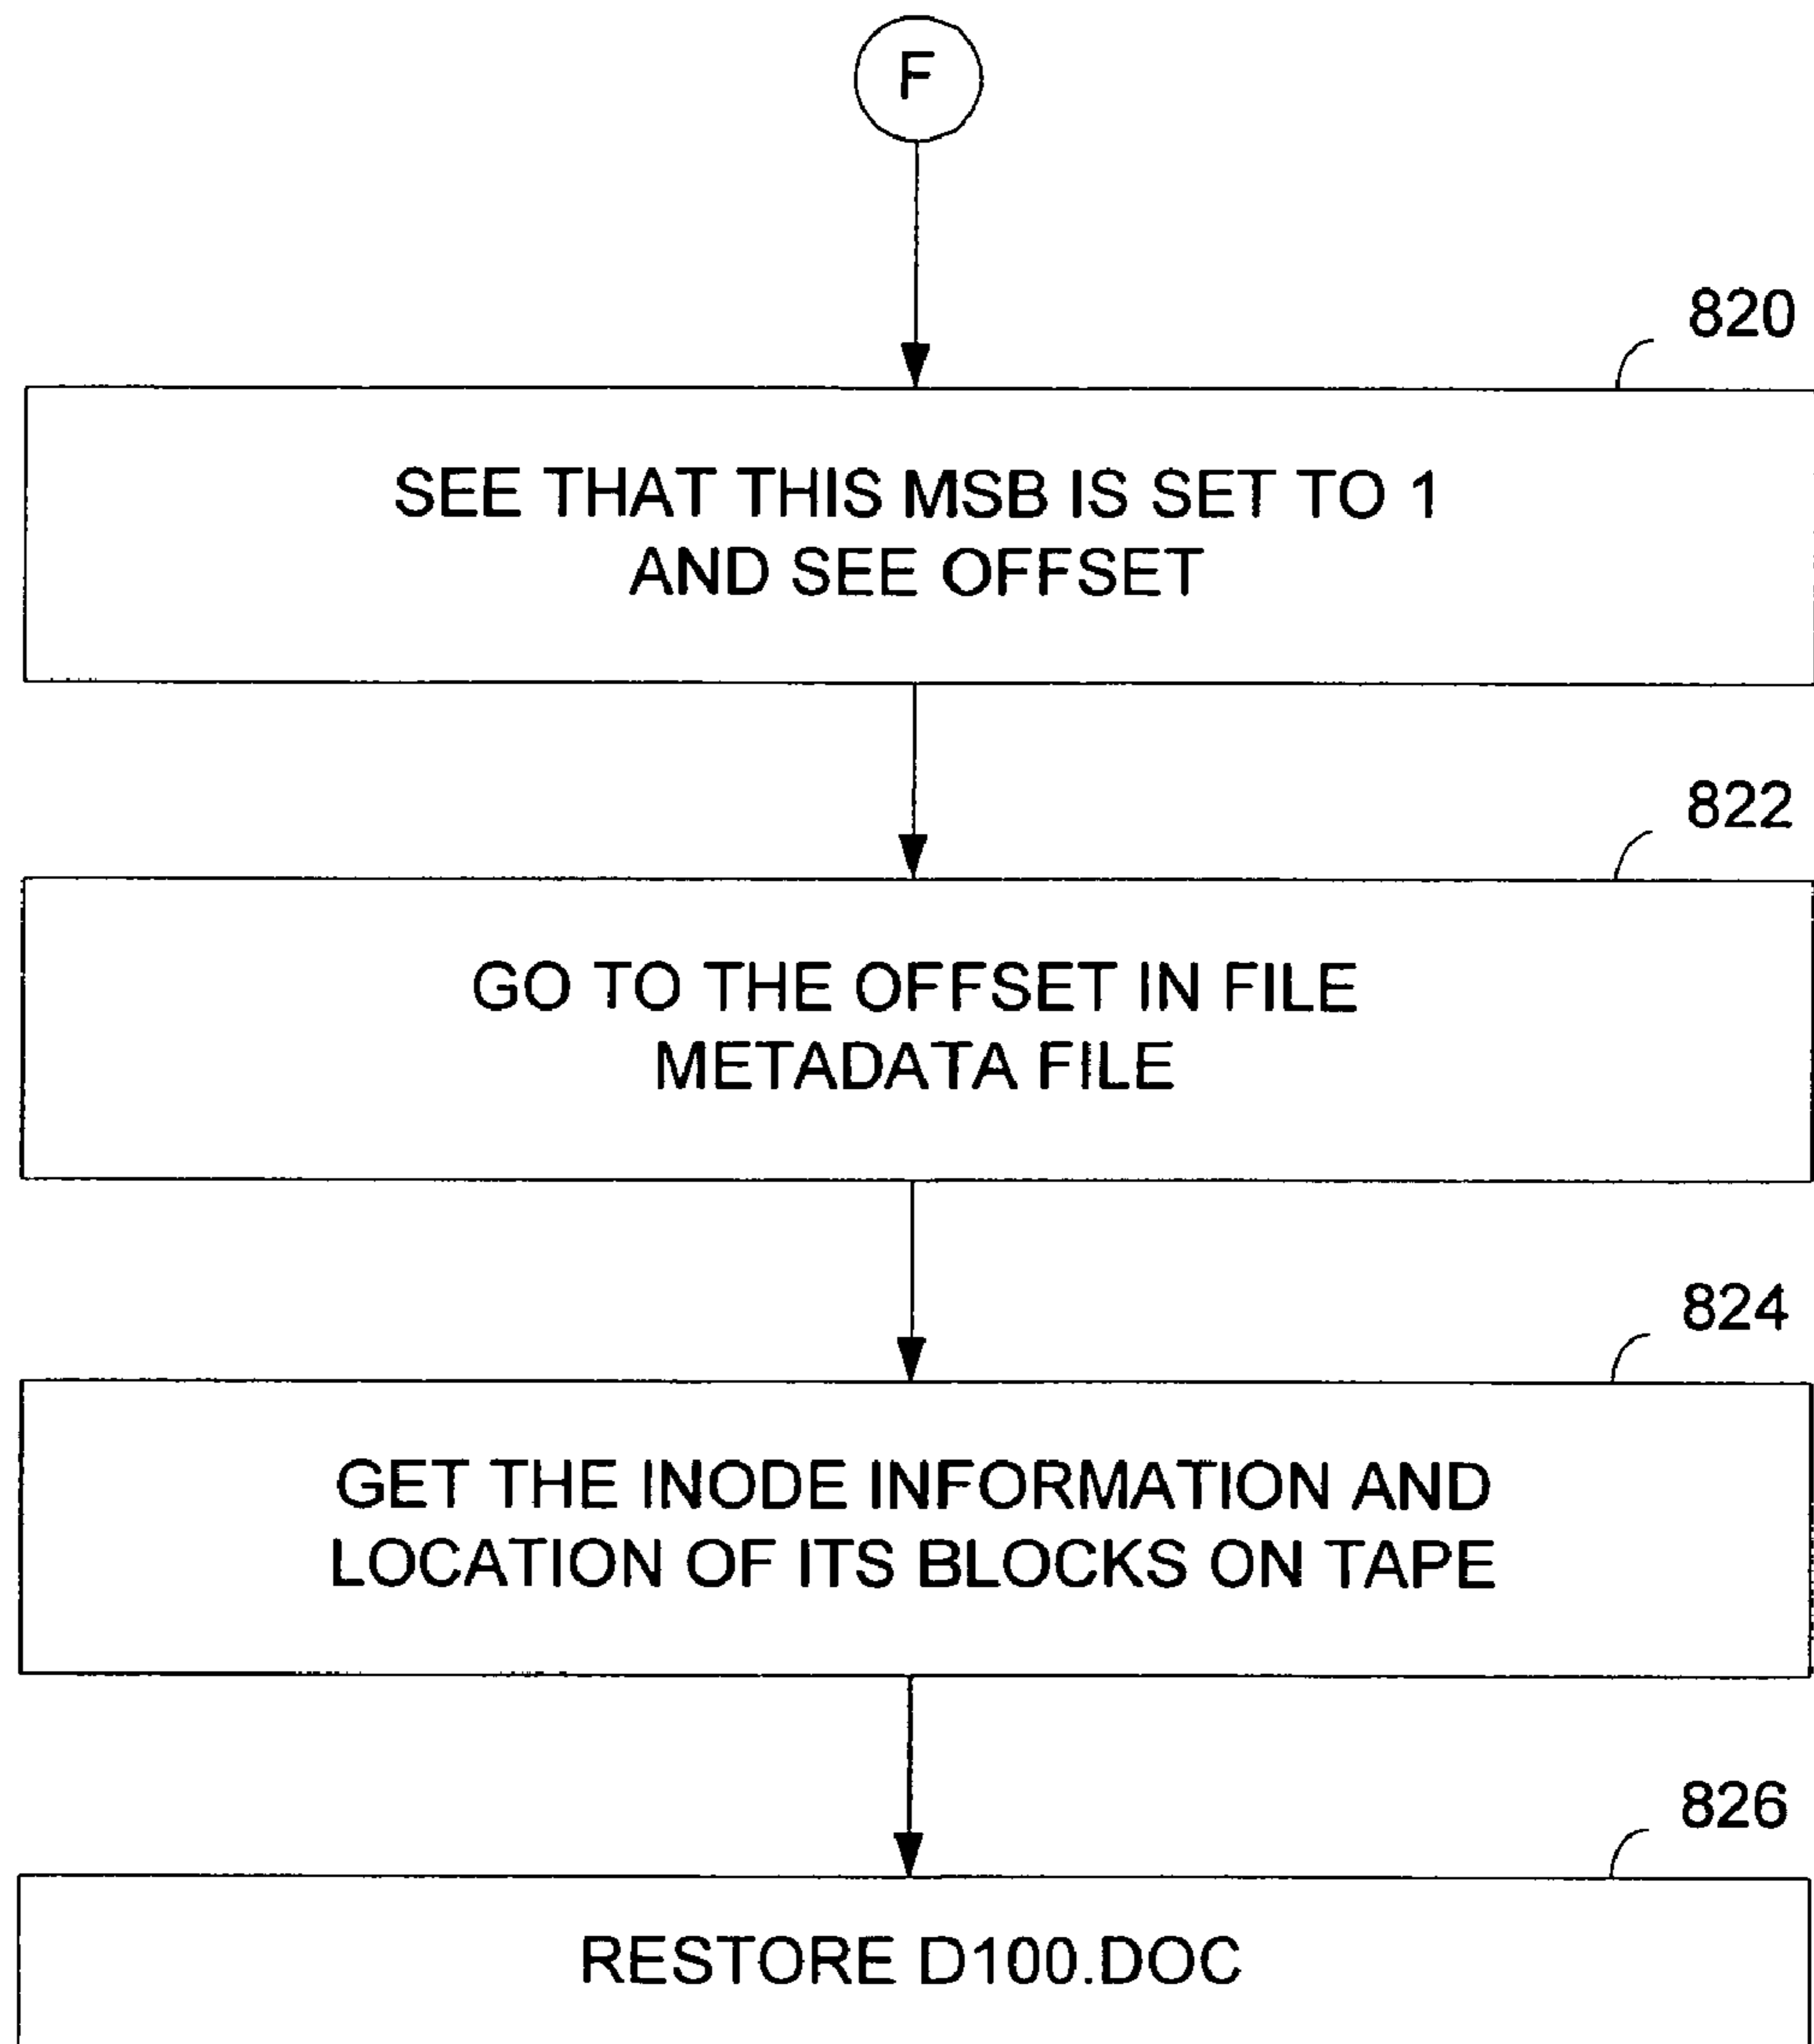 F
820
SEE THAT THIS MSB IS SET TO 1
AND SEE OFFSET
822
GO TO THE OFFSET IN FILE
METADATA FILE
824
GET THE INODE INFORMATION AND
LOCATION OF ITS BLOCKS ON TAPE
826
RESTORE D100.DOC